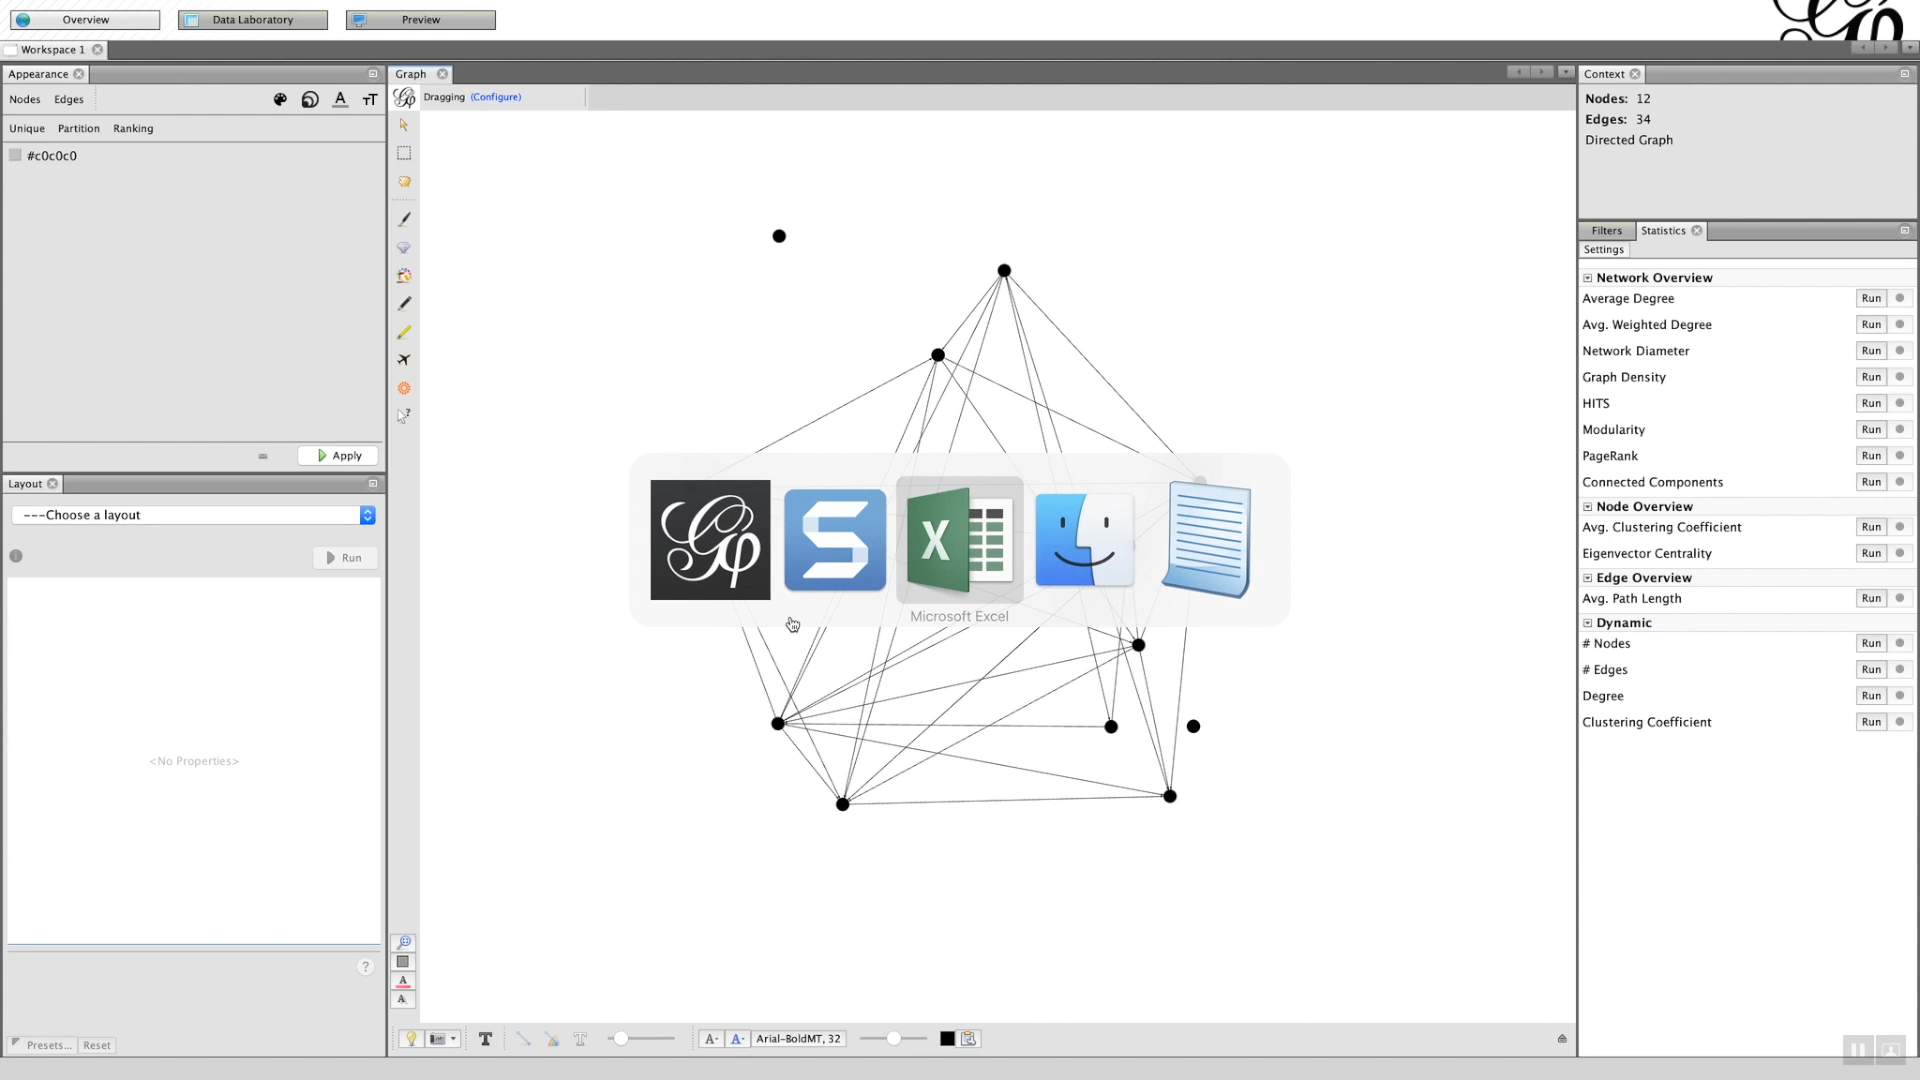 Overview
Data Laboratory
Preview
Workspace 1
Appearance
Nodes
Edges
Unique
Partition
Ranking
#c0c0c0
Apply
Layout
---Choose a layout
Run
<No Properties>
Presets...
Reset
Graph
Dragging (Configure)
Microsoft Excel
Arial-BoldMT, 32
Context
Nodes: 12
Edges: 34
Directed Graph
Filters
Statistics
Settings
Network Overview
Average Degree Run
Avg. Weighted Degree Run
Network Diameter Run
Graph Density Run
HITS Run
Modularity Run
PageRank Run
Connected Components Run
Node Overview
Avg. Clustering Coefficient Run
Eigenvector Centrality Run
Edge Overview
Avg. Path Length Run
Dynamic
# Nodes Run
# Edges Run
Degree Run
Clustering Coefficient Run